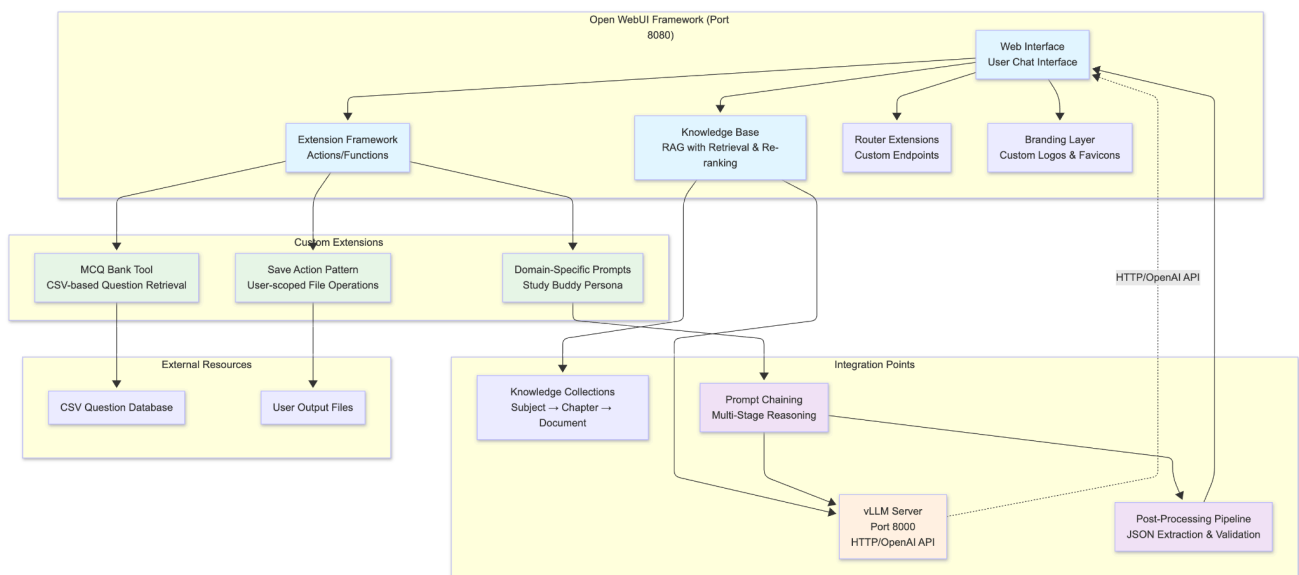 Open WebUI Framework (Port
8080)
Web Interface
User Chat Interface
Extension Framework
Actions/Functions
Knowledge Base
RAG with Retrieval & Re-
ranking
Router Extensions
Custom Endpoints
Branding Layer
Custom Logos & Favicons
Custom Extensions
MCQ Bank Tool
CSV-based Question Retrieval
Save Action Pattern
User-scoped File Operations
Domain-Specific Prompts
Study Buddy Persona
HTTP/OpenAI API
External Resources
CSV Question Database
User Output Files
Integration Points
Knowledge Collections
Subject → Chapter →
Document
Prompt Chaining
Multi-Stage Reasoning
vLLM Server
Port 8000
HTTP/OpenAI API
Post-Processing Pipeline
JSON Extraction & Validation